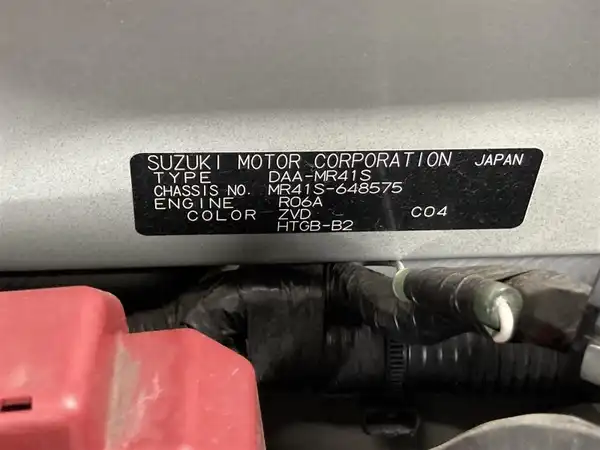 SUZUKI MOTOR CORPORATION JAPAN
TYPE DAA-MR41S
CHASSIS NO. MR41S-648575
ENGINE R06A
COLOR ZVD C04
HTGB-B2